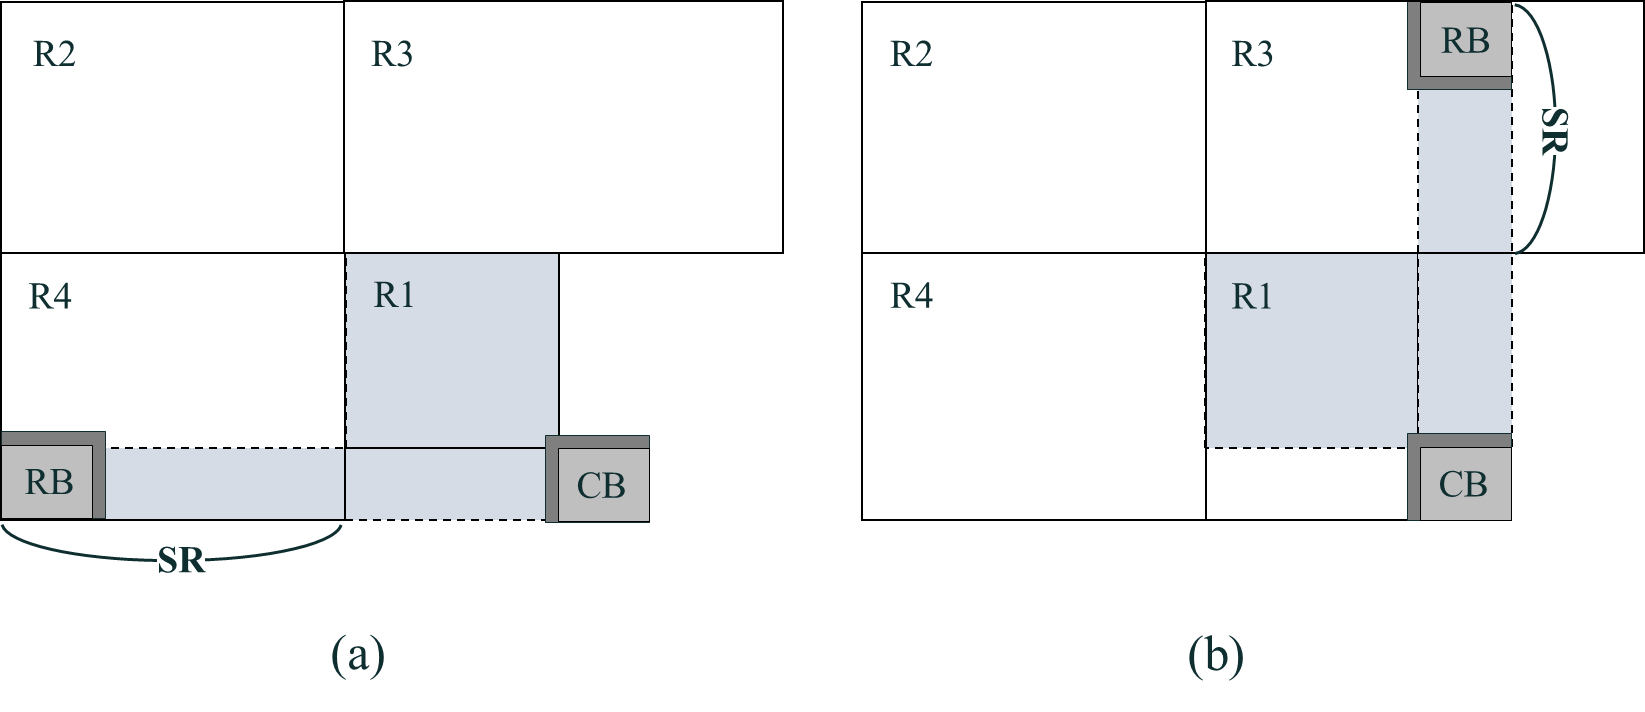 R2 R3
R4 R1
RB CB
SR
(a)
R2 R3 RB
SR
R4 R1
CB
(b)